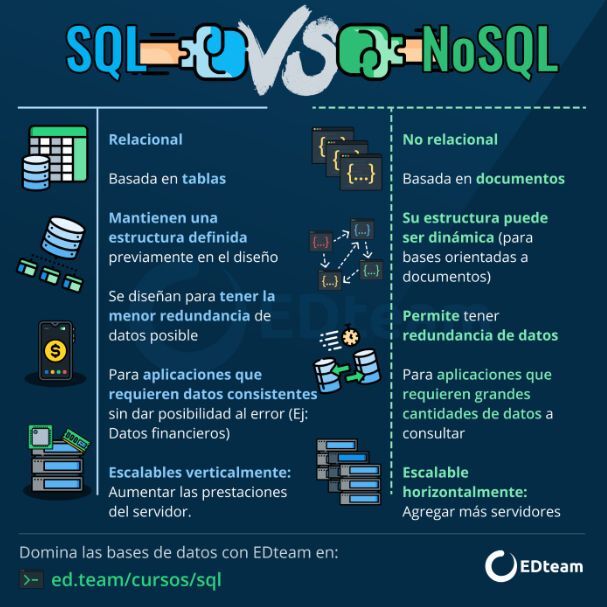 SQL VS NoSQL
Relacional
Basada en tablas
Mantienen una
estructura definida
previamente en el diseño
Se diseñan para tener la
menor redundancia de
datos posible
Para aplicaciones que
requieren datos consistentes
sin dar posibilidad al error (Ej:
Datos financieros)
Escalables verticalmente:
Aumentar las prestaciones
del servidor.
{...}
{...}
{...}
{...}
$
No relacional
Basada en documentos
Su estructura puede
ser dinámica (para
bases orientadas a
documentos)
Permite tener
redundancia de datos
Para aplicaciones que
requieren grandes
cantidades de datos a
consultar
Escalable
horizontalmente:
Agregar más servidores
EDteam
Domina las bases de datos con EDteam en:
>- ed.team/cursos/sql
EDteam